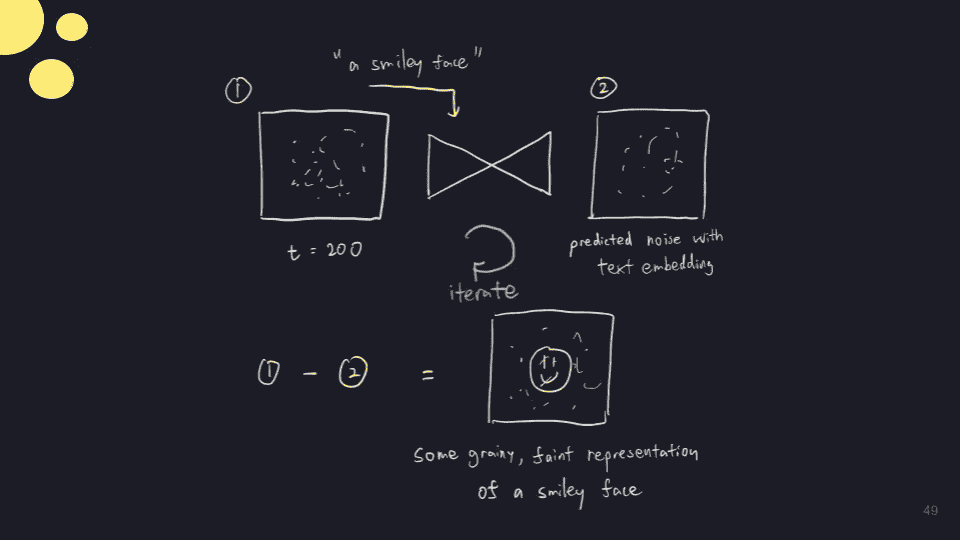 "a smiley face"
①
②
t = 200
predicted noise with
text embedding
iterate
① - ② =
some grainy, faint representation
of a smiley face
49